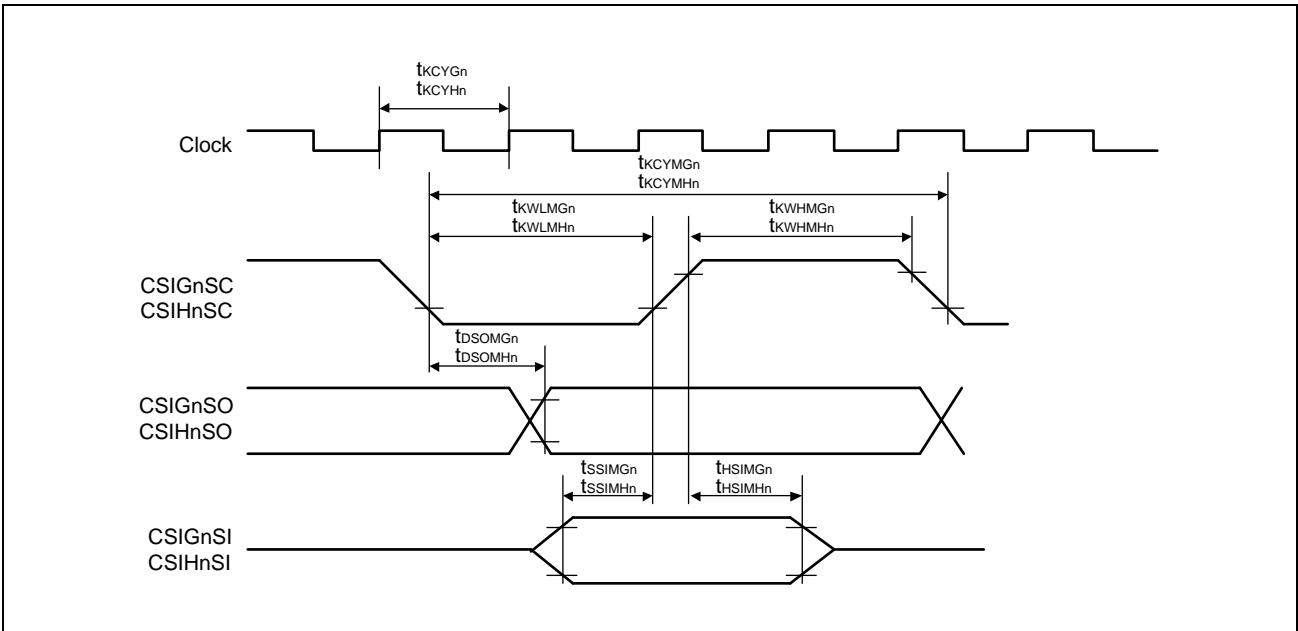 tKCYGn
tKCYHn
Clock
tKCYMGn
tKCYMHn
tKWLMGn
tKWLMHn
tKWHMGn
tKWHMHn
CSIGnSC
CSIHnSC
tDSOMGn
tDSOMHn
CSIGnSO
CSIHnSO
tSSIMGn
tSSIMHn
tHSIMGn
tHSIMHn
CSIGnSI
CSIHnSI